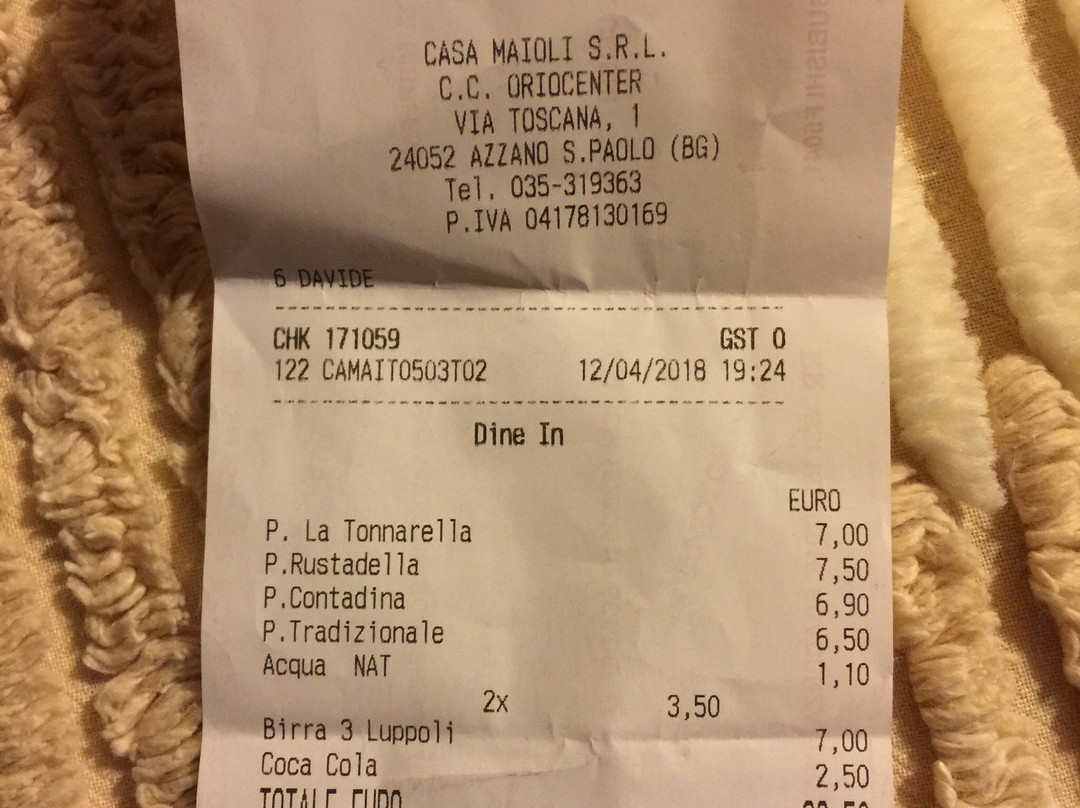 CASA MAIOLI S.R.L.
C.C. ORIOCENTER
VIA TOSCANA, 1
24052 AZZANO S.PAOLO (BG)
Tel. 035-319363
P.IVA 04178130169
6 DAVIDE
CHK 171059 GST 0
122 CAMAIT0503T02 12/04/2018 19:24
Dine In
EURO
P. La Tonnarella 7,00
P.Rustadella 7,50
P.Contadina 6,90
P.Tradizionale 6,50
Acqua NAT 1,10
2x 3,50
Birra 3 Luppoli 7,00
Coca Cola 2,50
TOTALE EURO